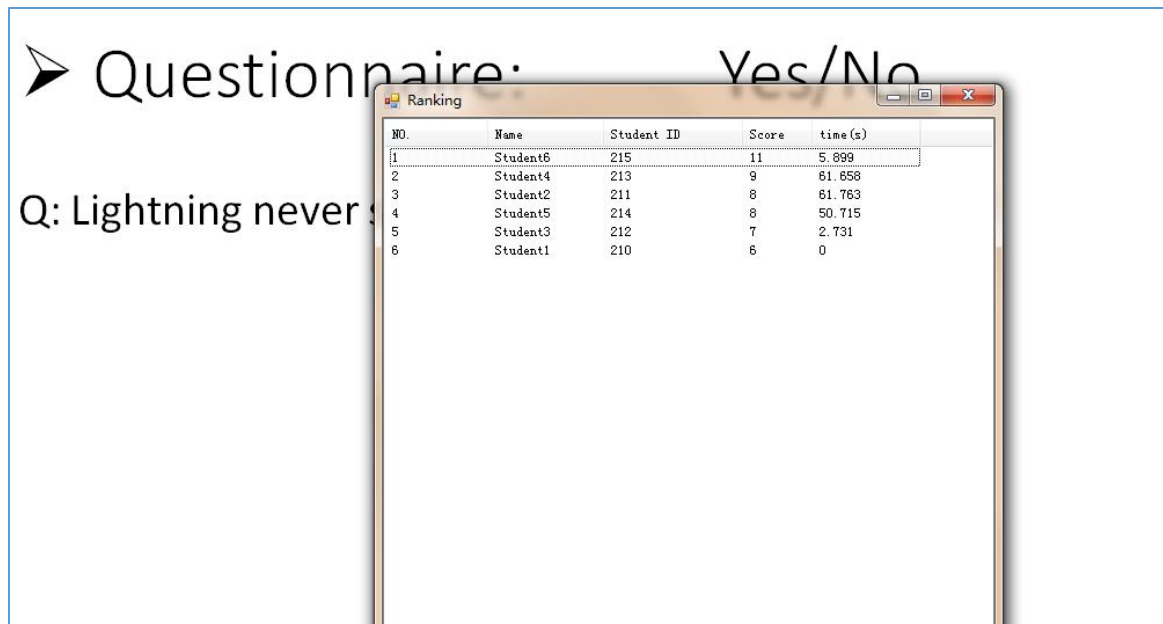 ➢ Questionnaire: Yes/No
Ranking
NO. Name Student ID Score time(s)
1 Student6 215 11 5.899
2 Student4 213 9 61.658
3 Student2 211 8 61.763
4 Student5 214 8 50.715
5 Student3 212 7 2.731
6 Student1 210 6 0
Q: Lightning never